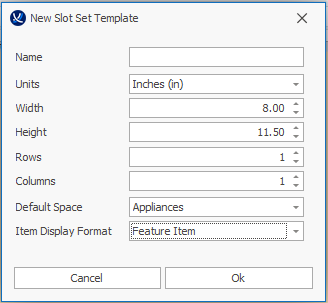 New Slot Set Template
Name
Units Inches (in)
Width 8.00
Height 11.50
Rows 1
Columns 1
Default Space Appliances
Item Display Format Feature Item
Cancel Ok